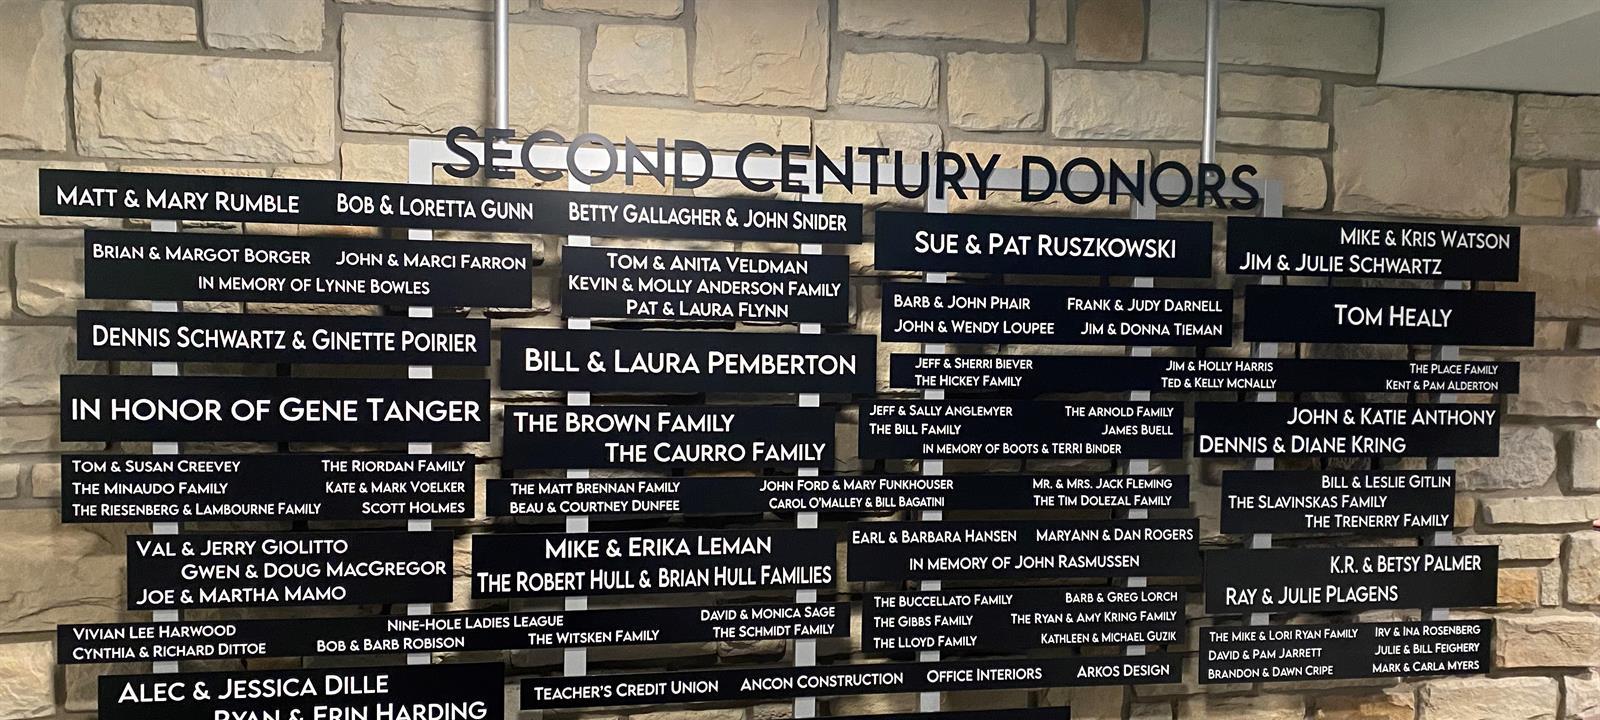 SECOND CENTURY DONORS
MATT & MARY RUMBLE BOB & LORETTA GUNN BETTY GALLAGHER & JOHN SNIDER
BRIAN & MARGOT BORGER JOHN & MARCI FARRON
IN MEMORY OF LYNNE BOWLES
TOM & ANITA VELDMAN
KEVIN & MOLLY ANDERSON FAMILY
PAT & LAURA FLYNN
SUE & PAT RUSZKOWSKI
MIKE & KRIS WATSON
JIM & JULIE SCHWARTZ
BARB & JOHN PHAIR FRANK & JUDY DARNELL
JOHN & WENDY LOUPEE JIM & DONNA TIEMAN
TOM HEALY
DENNIS SCHWARTZ & GINETTE POIRIER
BILL & LAURA PEMBERTON
JEFF & SHERRI BIEVER JIM & HOLLY HARRIS THE PLACE FAMILY
THE HICKEY FAMILY TED & KELLY MCNALLY KENT & PAM ALDERTON
IN HONOR OF GENE TANGER
THE BROWN FAMILY
THE CAURRO FAMILY
JEFF & SALLY ANGLEMYER THE ARNOLD FAMILY
THE BILL FAMILY JAMES BUELL
IN MEMORY OF BOOTS & TERRI BINDER
JOHN & KATIE ANTHONY
DENNIS & DIANE KRING
TOM & SUSAN CREEVEY THE RIORDAN FAMILY
THE MINAUDO FAMILY KATE & MARK VOELKER
THE RIESENBERG & LAMBOURNE FAMILY SCOTT HOLMES
THE MATT BRENNAN FAMILY JOHN FORD & MARY FUNKHOUSER MR. & MRS. JACK FLEMING
BEAU & COURTNEY DUNFEE CAROL O'MALLEY & BILL BAGATINI THE TIM DOLEZAL FAMILY
BILL & LESLIE GITLIN
THE SLAVINSKAS FAMILY
THE TRENERRY FAMILY
VAL & JERRY GIOLITTO
GWEN & DOUG MACGREGOR
JOE & MARTHA MAMO
MIKE & ERIKA LEMAN
THE ROBERT HULL & BRIAN HULL FAMILIES
EARL & BARBARA HANSEN MARYANN & DAN ROGERS
IN MEMORY OF JOHN RASMUSSEN
K.R. & BETSY PALMER
RAY & JULIE PLAGENS
THE BUCCELLATO FAMILY BARB & GREG LORCH
THE GIBBS FAMILY THE RYAN & AMY KRING FAMILY
THE LLOYD FAMILY KATHLEEN & MICHAEL GUZIK
VIVIAN LEE HARWOOD NINE-HOLE LADIES LEAGUE DAVID & MONICA SAGE
CYNTHIA & RICHARD DITTOE BOB & BARB ROBISON THE WITSKEN FAMILY THE SCHMIDT FAMILY
THE MIKE & LORI RYAN FAMILY IRV & INA ROSENBERG
DAVID & PAM JARRETT JULIE & BILL FEIGHERY
BRANDON & DAWN CRIPE MARK & CARLA MYERS
ALEC & JESSICA DILLE
RYAN & ERIN HARDING
TEACHER'S CREDIT UNION ANCON CONSTRUCTION OFFICE INTERIORS ARKOS DESIGN